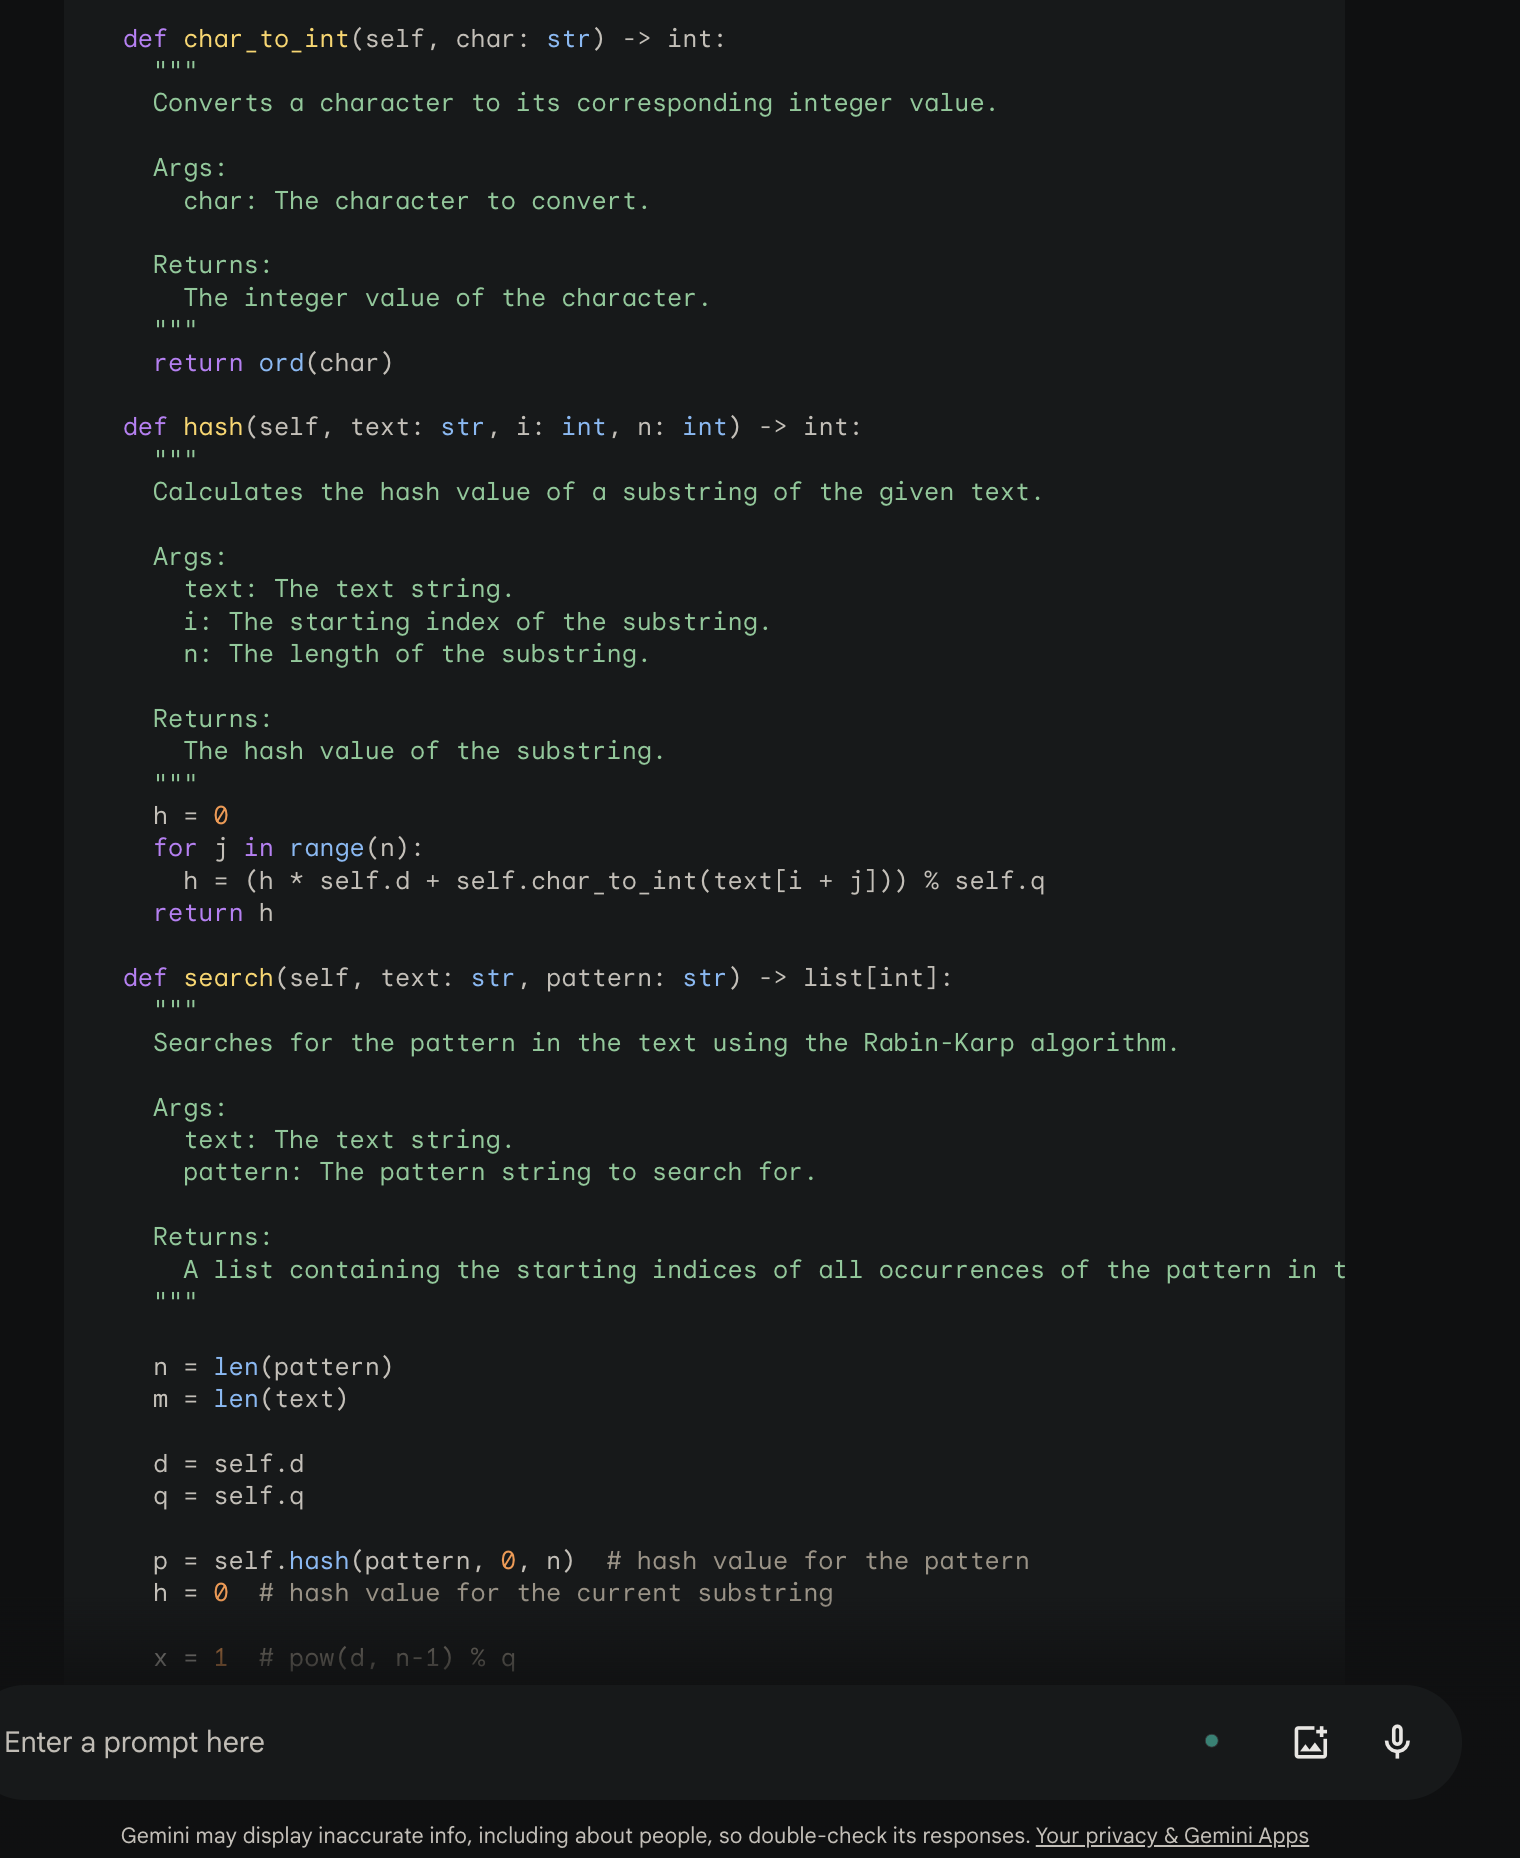 def char_to_int(self, char: str) -> int:
"""
Converts a character to its corresponding integer value.
Args:
char: The character to convert.
Returns:
The integer value of the character.
"""
return ord(char)
def hash(self, text: str, i: int, n: int) -> int:
"""
Calculates the hash value of a substring of the given text.
Args:
text: The text string.
i: The starting index of the substring.
n: The length of the substring.
Returns:
The hash value of the substring.
"""
h = 0
for j in range(n):
h = (h * self.d + self.char_to_int(text[i + j])) % self.q
return h
def search(self, text: str, pattern: str) -> list[int]:
"""
Searches for the pattern in the text using the Rabin-Karp algorithm.
Args:
text: The text string.
pattern: The pattern string to search for.
Returns:
A list containing the starting indices of all occurrences of the pattern in t
"""
n = len(pattern)
m = len(text)
d = self.d
q = self.q
p = self.hash(pattern, 0, n)  # hash value for the pattern
h = 0  # hash value for the current substring
x = 1  # pow(d, n-1) % q
Enter a prompt here
Gemini may display inaccurate info, including about people, so double-check its responses. Your privacy & Gemini Apps